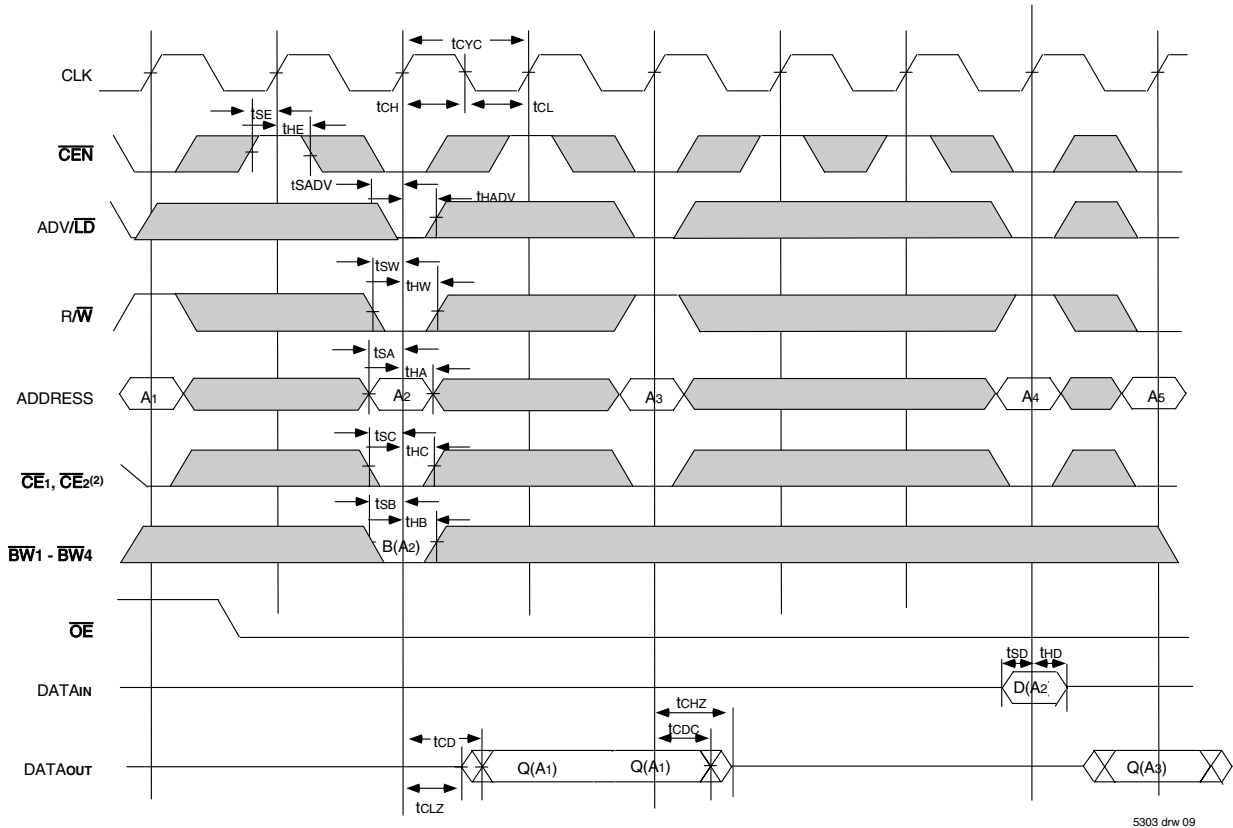 tCYC
CLK
tCH
tCL
tSE
tHE
CEN
tSADV
tHADV
ADV/LD
tSW
tHW
R/W
tSA
tHA
ADDRESS
A1
A2
A3
A4
A5
tSC
tHC
CE1, CE2(2)
tSB
tHB
B(A2)
BW1 - BW4
OE
tSD
tHD
DATAIN
D(A2)
tCHZ
tCDC
tCD
DATAOUT
Q(A1)
Q(A1)
Q(A3)
tCLZ
5303 drw 09